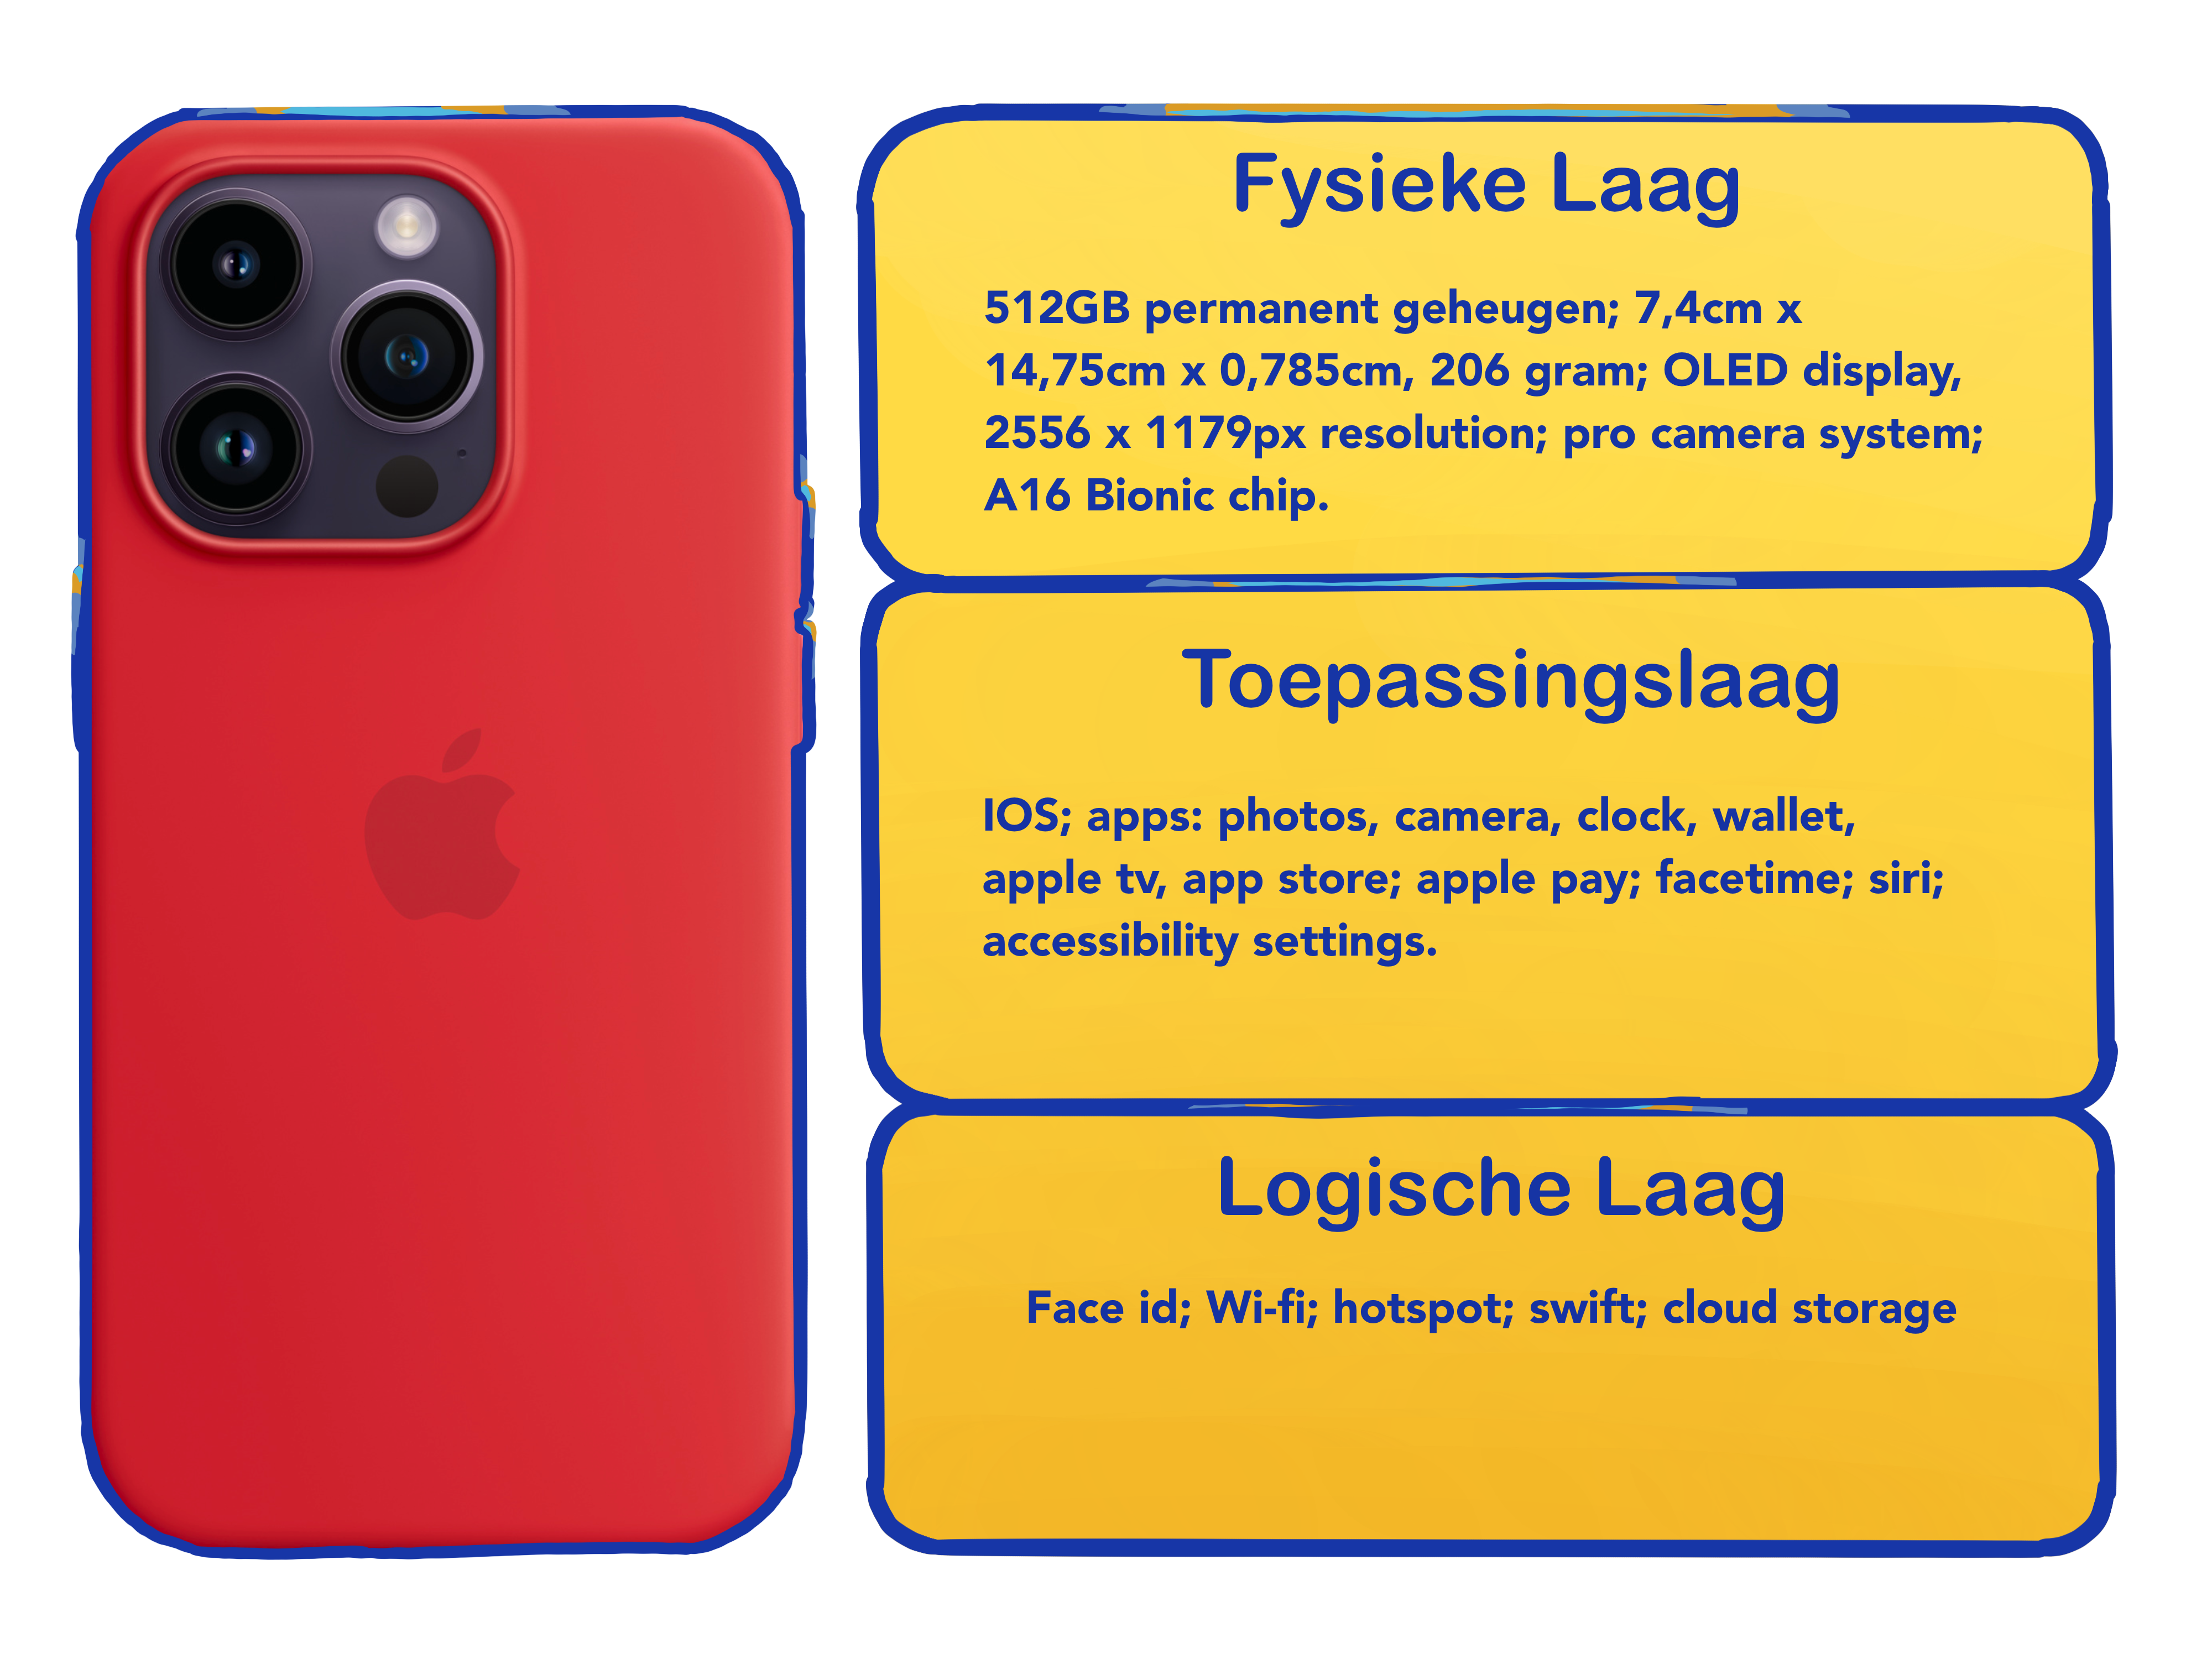 Fysieke Laag
512GB permanent geheugen; 7,4cm x
14,75cm x 0,785cm, 206 gram; OLED display,
2556 x 1179px resolution; pro camera system;
A16 Bionic chip.
Toepassingslaag
IOS; apps: photos, camera, clock, wallet,
apple tv, app store; apple pay; facetime; siri;
accessibility settings.
Logische Laag
Face id; Wi-fi; hotspot; swift; cloud storage